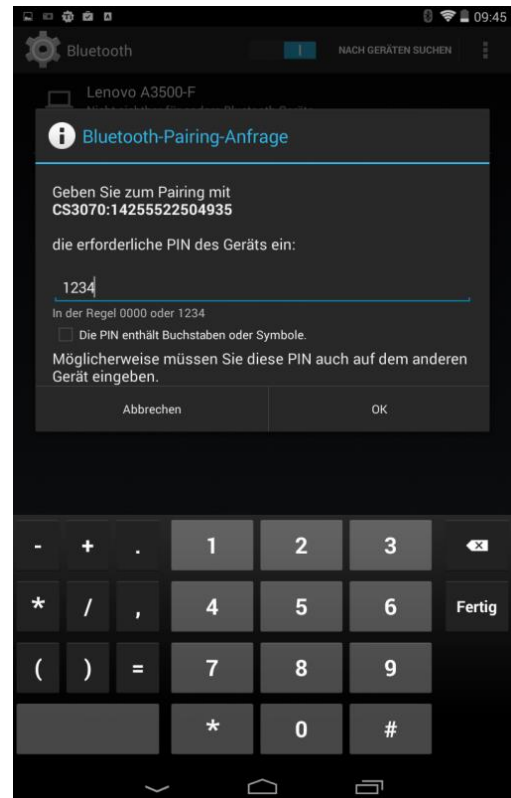 09:45
Bluetooth
NACH GERÄTEN SUCHEN
Lenovo A3500-F
Bluetooth-Pairing-Anfrage
Geben Sie zum Pairing mit
CS3070:14255522504935
die erforderliche PIN des Geräts ein:
1234
In der Regel 0000 oder 1234
Die PIN enthält Buchstaben oder Symbole.
Möglicherweise müssen Sie diese PIN auch auf dem anderen
Gerät eingeben.
Abbrechen OK
- + . 1 2 3
* / , 4 5 6 Fertig
( ) = 7 8 9
* 0 #